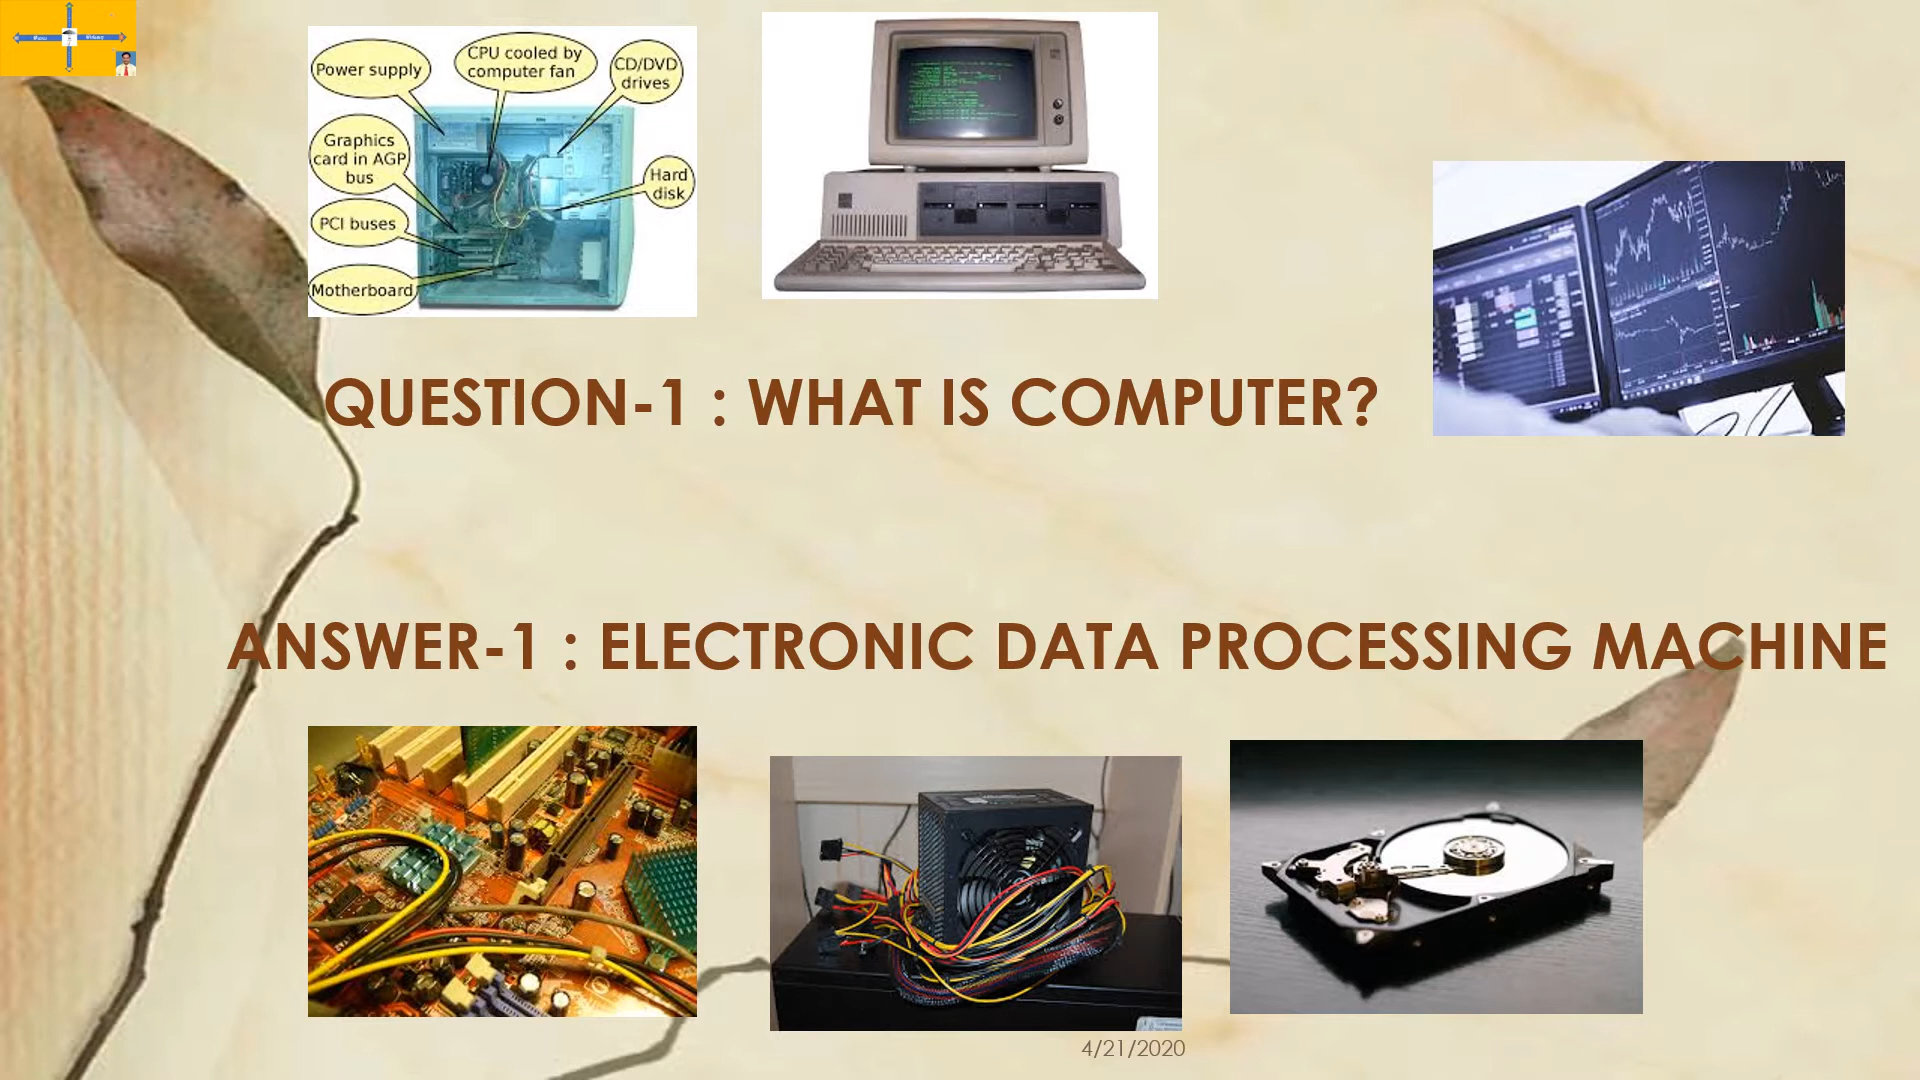 Power supply
CPU cooled by
computer fan
CD/DVD
drives
Graphics
card in AGP
bus
Hard
disk
PCI buses
Motherboard
QUESTION-1 : WHAT IS COMPUTER?
ANSWER-1 : ELECTRONIC DATA PROCESSING MACHINE
4/21/2020